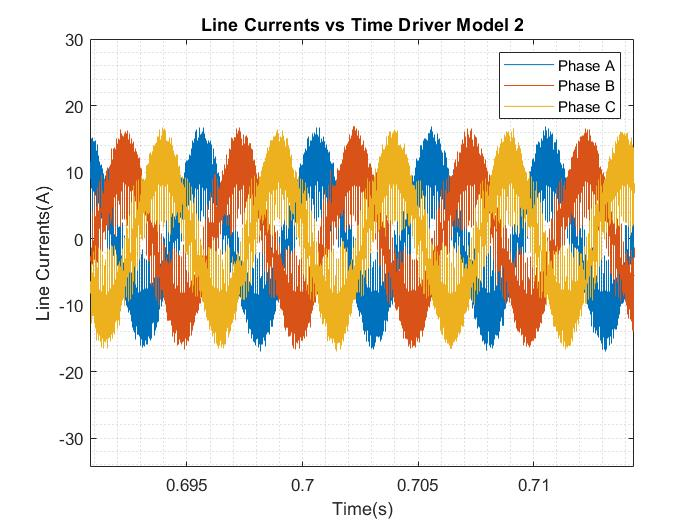 Line Currents vs Time Driver Model 2
30
20
10
0
-10
-20
-30
Line Currents(A)
Phase A
Phase B
Phase C
0.695
0.7
0.705
0.71
Time(s)